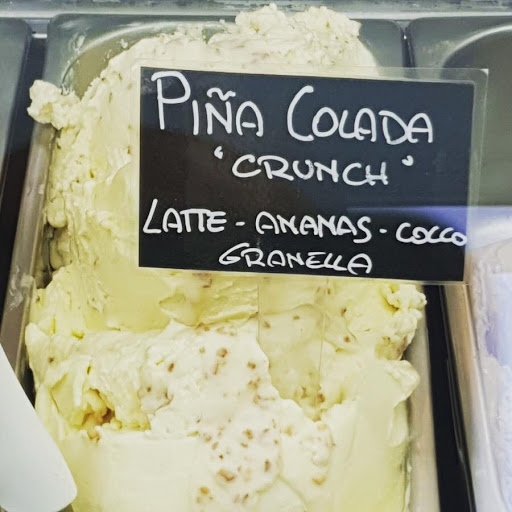 PIÑA COLADA
"CRUNCH"
LATTE - ANANAS - COCCO
GRANELLA